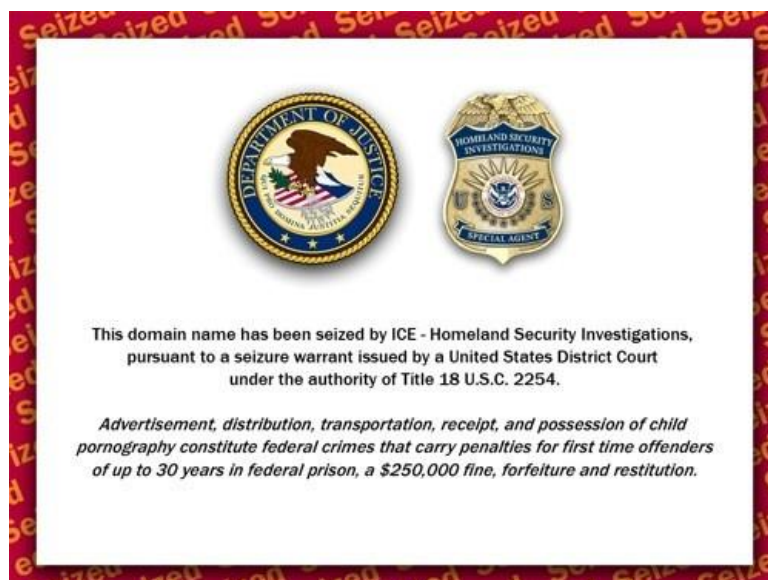 Seized
DEPARTMENT OF JUSTICE
QUI PRO DOMINA JUSTITIA SEQUITUR
HOMELAND SECURITY
INVESTIGATIONS
U S
SPECIAL AGENT
This domain name has been seized by ICE - Homeland Security Investigations,
pursuant to a seizure warrant issued by a United States District Court
under the authority of Title 18 U.S.C. 2254.
Advertisement, distribution, transportation, receipt, and possession of child
pornography constitute federal crimes that carry penalties for first time offenders
of up to 30 years in federal prison, a $250,000 fine, forfeiture and restitution.